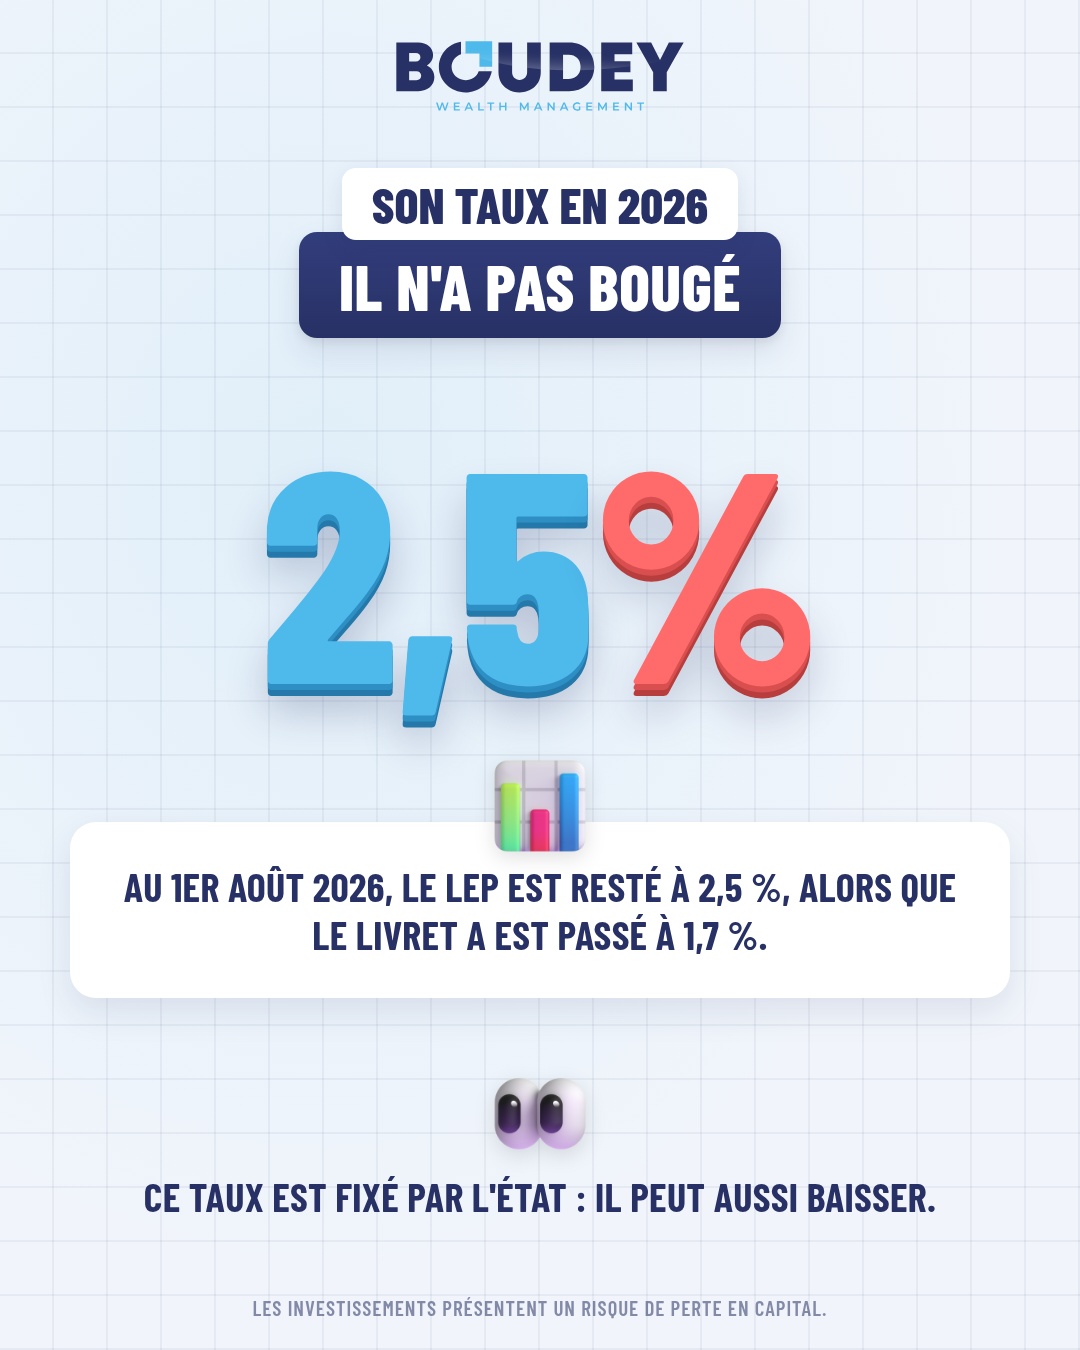 BOUDEY
WEALTH MANAGEMENT
SON TAUX EN 2026
IL N'A PAS BOUGÉ
2,5%
AU 1ER AOÛT 2026, LE LEP EST RESTÉ À 2,5 %, ALORS QUE
LE LIVRET A EST PASSÉ À 1,7 %.
CE TAUX EST FIXÉ PAR L'ÉTAT : IL PEUT AUSSI BAISSER.
LES INVESTISSEMENTS PRÉSENTENT UN RISQUE DE PERTE EN CAPITAL.